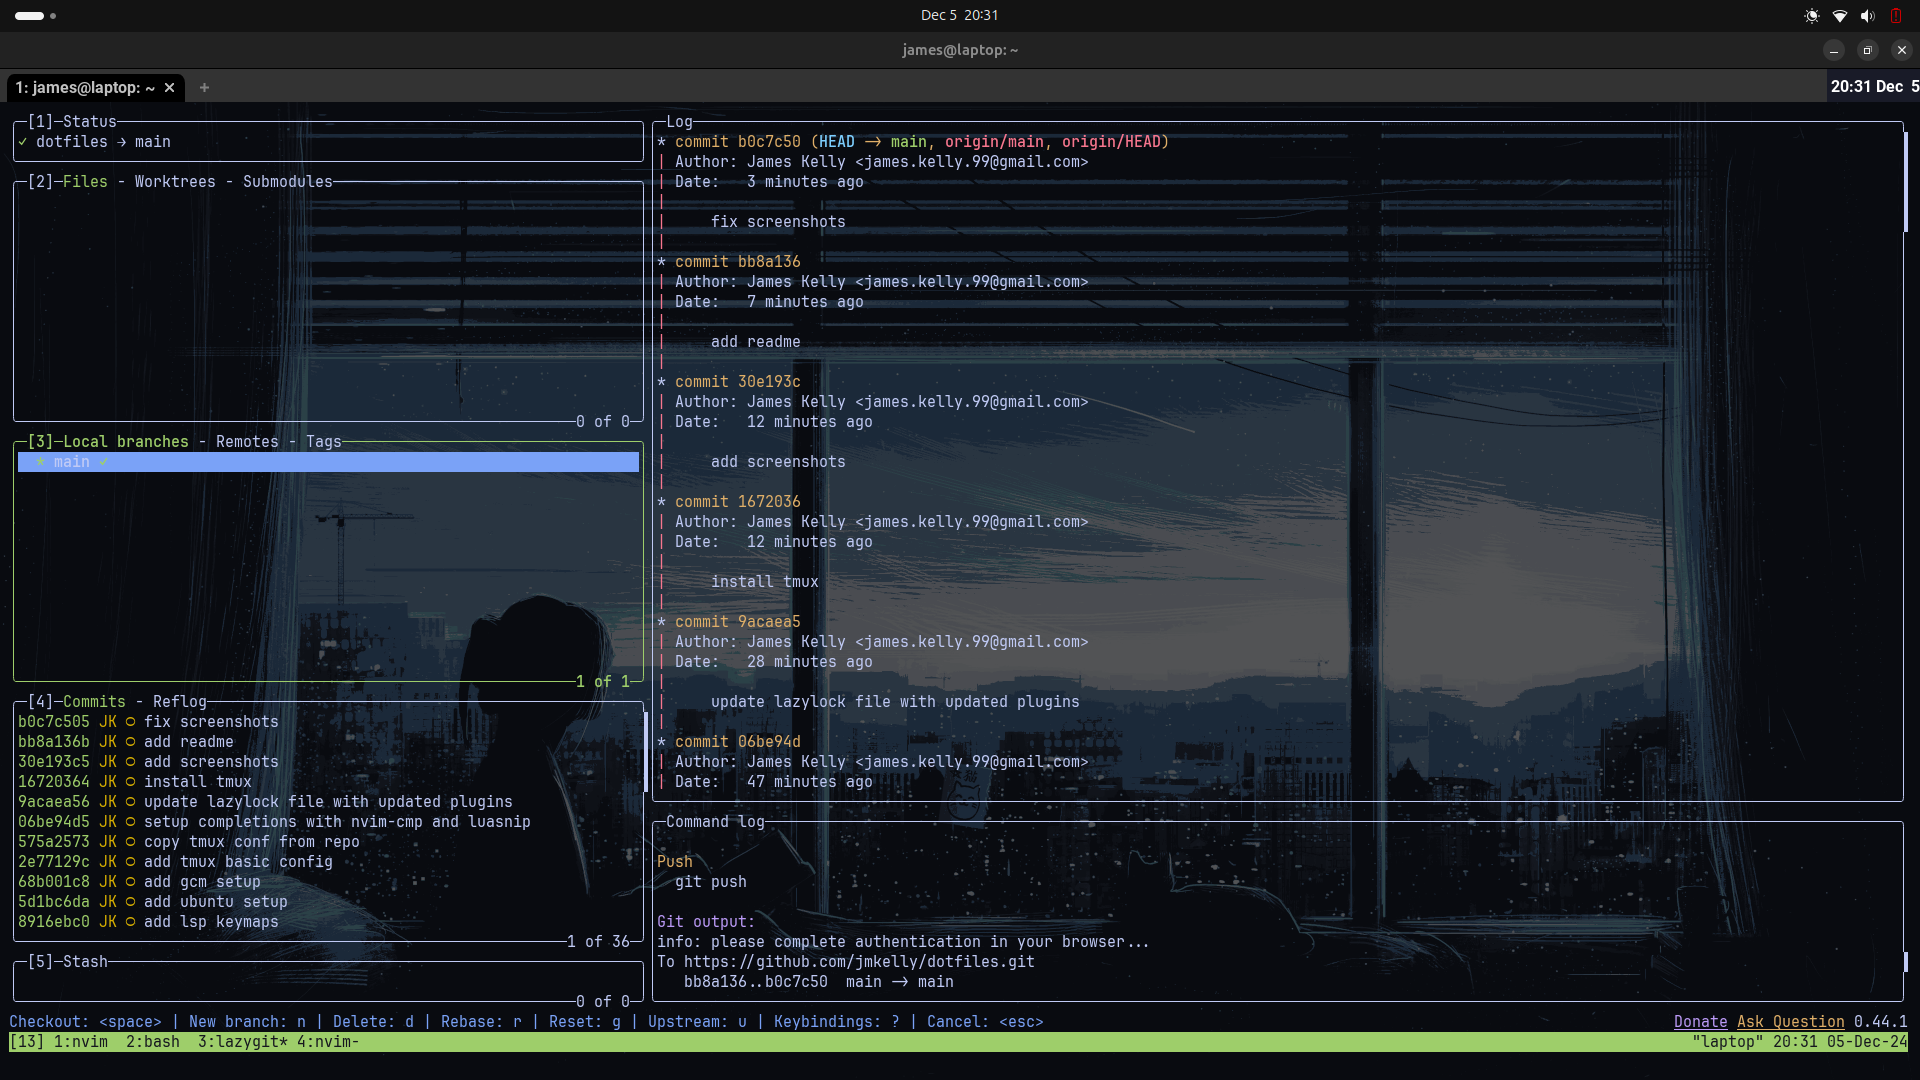 Dec 5 20:31
james@laptop: ~
1: james@laptop: ~ × +
20:31 Dec 5
[1]─Status
✓ dotfiles → main
[2]─Files - Worktrees - Submodules
0 of 0
[3]─Local branches - Remotes - Tags
* main ✓
1 of 1
[4]─Commits - Reflog
b0c7c505 JK ○ fix screenshots
bb8a136b JK ○ add readme
30e193c5 JK ○ add screenshots
16720364 JK ○ install tmux
9acaea56 JK ○ update lazylock file with updated plugins
06be94d5 JK ○ setup completions with nvim-cmp and luasnip
575a2573 JK ○ copy tmux conf from repo
2e77129c JK ○ add tmux basic config
68b001c8 JK ○ add gcm setup
5d1bc6da JK ○ add ubuntu setup
8916ebc0 JK ○ add lsp keymaps
1 of 36
[5]─Stash
0 of 0
Log
* commit b0c7c50 (HEAD -> main, origin/main, origin/HEAD)
| Author: James Kelly <james.kelly.99@gmail.com>
| Date:   3 minutes ago
|
|     fix screenshots
|
* commit bb8a136
| Author: James Kelly <james.kelly.99@gmail.com>
| Date:   7 minutes ago
|
|     add readme
|
* commit 30e193c
| Author: James Kelly <james.kelly.99@gmail.com>
| Date:   12 minutes ago
|
|     add screenshots
|
* commit 1672036
| Author: James Kelly <james.kelly.99@gmail.com>
| Date:   12 minutes ago
|
|     install tmux
|
* commit 9acaea5
| Author: James Kelly <james.kelly.99@gmail.com>
| Date:   28 minutes ago
|
|     update lazylock file with updated plugins
|
* commit 06be94d
| Author: James Kelly <james.kelly.99@gmail.com>
| Date:   47 minutes ago
Command log
Push
git push
Git output:
info: please complete authentication in your browser...
To https://github.com/jmkelly/dotfiles.git
bb8a136..b0c7c50  main -> main
Checkout: <space> | New branch: n | Delete: d | Rebase: r | Reset: g | Upstream: u | Keybindings: ? | Cancel: <esc>
Donate Ask Question 0.44.1
[13] 1:nvim  2:bash  3:lazygit* 4:nvim-
"laptop" 20:31 05-Dec-24